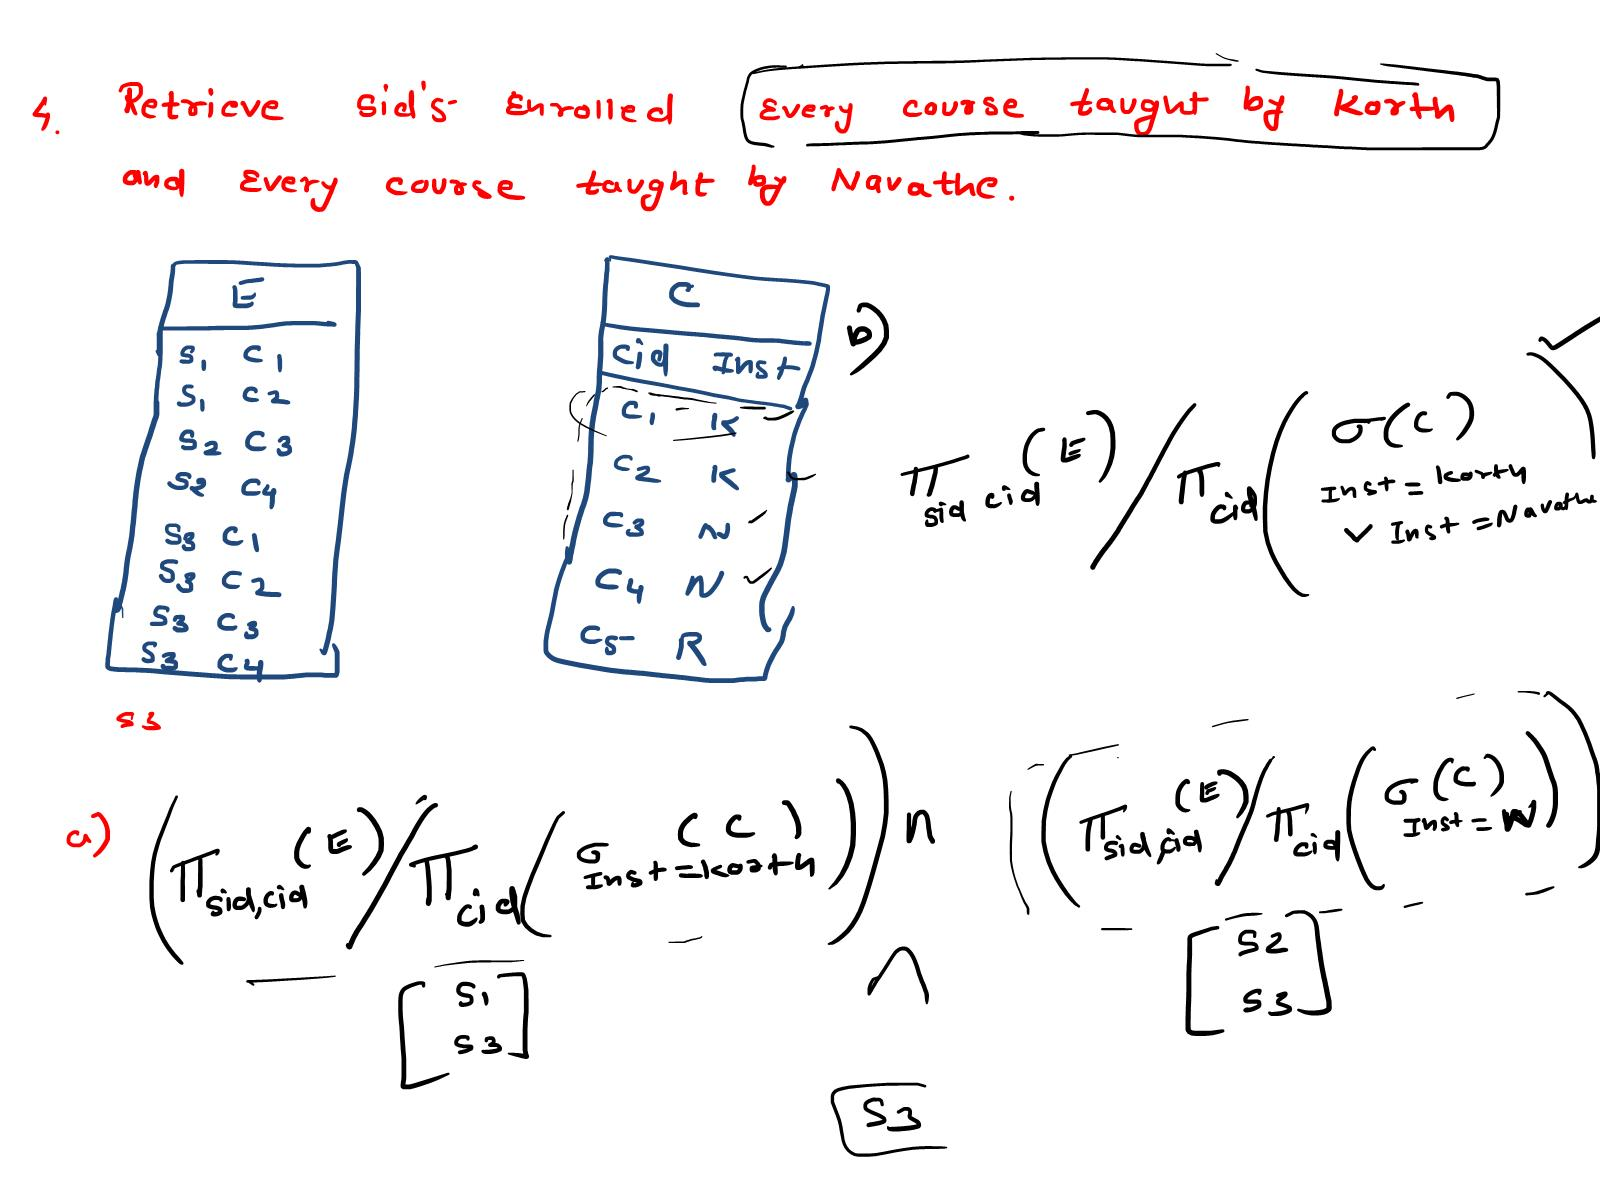 4. Retrieve sid's Enrolled Every course taught by Korth
and Every course taught by Navathe.
E
S1 C1
S1 C2
S2 C3
S2 C4
S3 C1
S3 C2
S3 C3
S3 C4
S3
C
Cid Inst
C1 K
C2 K
C3 N
C4 N
C5 R
b)
π sid cid (E) / π cid ( σ(C)
Inst = Korth
∨ Inst = Navathe )
a) ( π sid,cid (E) / π cid ( σ Inst = Korth (C) ) ) ∩ ( ( π sid,cid (E) / π cid ( σ (C) Inst = N ) ) )
[ S1
S3 ]
∩
[ S2
S3 ]
S3